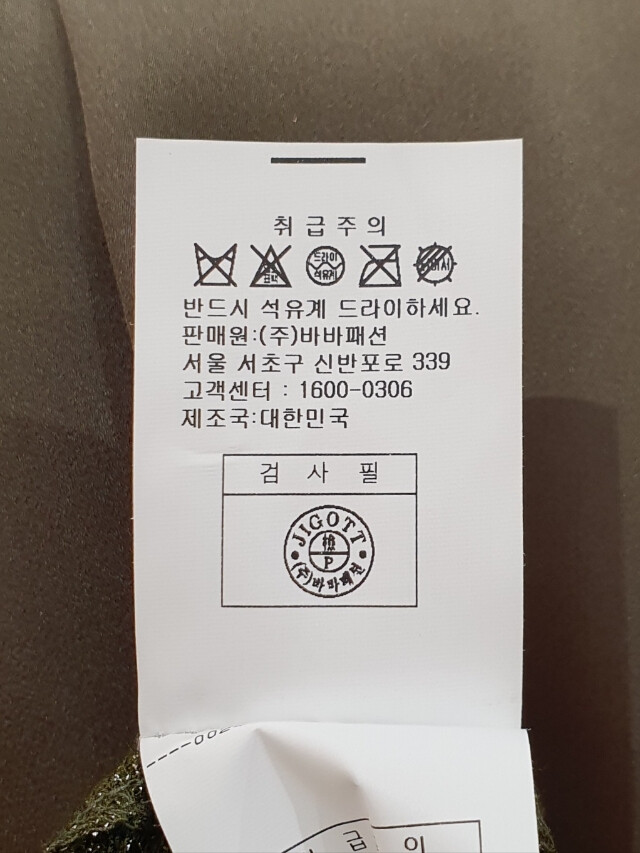 취급주의
드라이
석유계
반드시 석유계 드라이하세요.
판매원:(주)바바패션
서울 서초구 신반포로 339
고객센터 : 1600-0306
제조국:대한민국
검 사 필
JIGOTT
檢
P
(주)바바패션
급
의